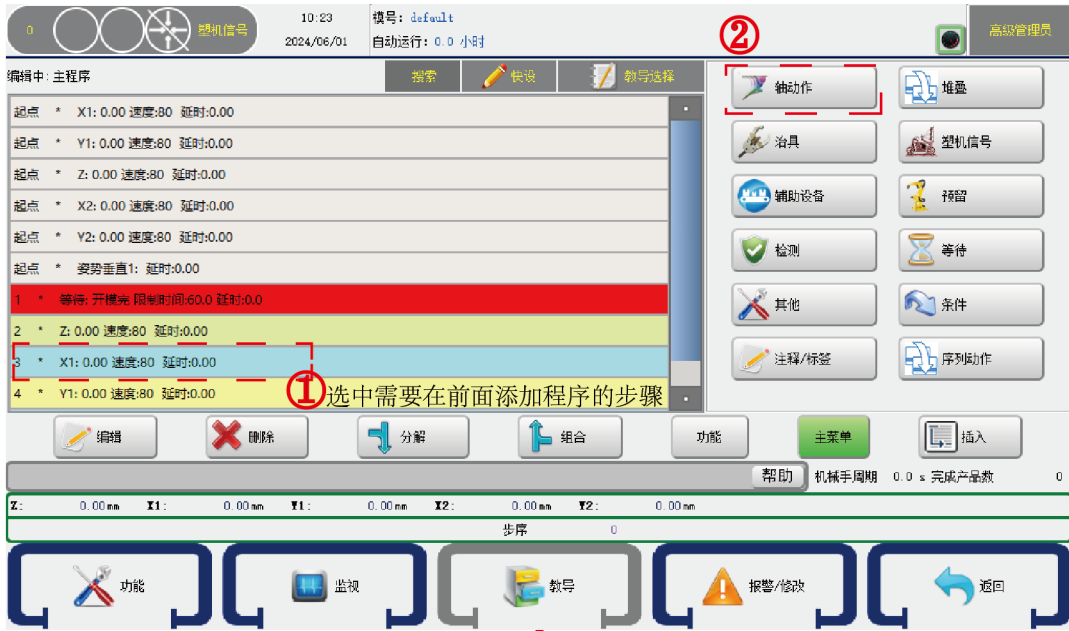 0 塑机信号 10:23 模号: default 高级管理员
2024/06/01 自动运行: 0.0 小时
②
编辑中: 主程序 搜索 快设 教导选择
起点 * X1: 0.00 速度:80 延时:0.00
起点 * Y1: 0.00 速度:80 延时:0.00
起点 * Z: 0.00 速度:80 延时:0.00
起点 * X2: 0.00 速度:80 延时:0.00
起点 * Y2: 0.00 速度:80 延时:0.00
起点 * 姿势垂直1: 延时:0.00
1 * 等待: 开模完 限制时间:60.0 延时:0.0
2 * Z: 0.00 速度:80 延时:0.00
3 * X1: 0.00 速度:80 延时:0.00
4 * Y1: 0.00 速度:80 延时:0.00
①选中需要在前面添加程序的步骤
轴动作 堆叠
治具 塑机信号
辅助设备 预留
检测 等待
其他 条件
注释/标签 序列动作
编辑 删除 分解 组合 功能 主菜单 插入
帮助 机械手周期 0.0 s 完成产品数 0
Z: 0.00mm X1: 0.00mm Y1: 0.00mm X2: 0.00mm Y2: 0.00mm
步序 0
功能 监视 教导 报警/修改 返回